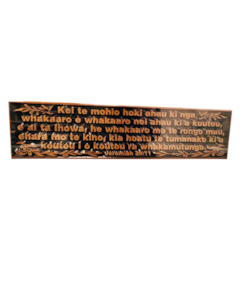 Kei te mohio hoki ahau ki nga
whakaaro e whakaaro nei ahau ki a koutou,
e ai ta Ihowa, he whakaaro mo te rongo mau,
ehara mo te kino, kia hoatu te tumanako ki a
koutou i o koutou ra whakamutunga.
Jeremiah 29:11